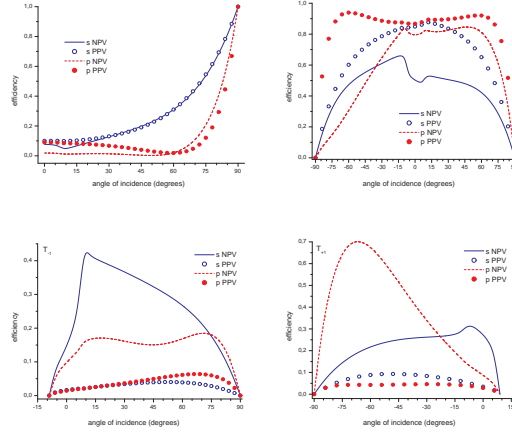 s NPV
s PPV
p NPV
p PPV
1,0
0,8
0,6
0,4
0,2
0,0
efficiency
0 10 20 30 40 50 60 70 80 90
angle of incidence (degrees)
0,8
0,6
0,4
0,2
0,0
efficiency
s NPV
s PPV
p NPV
p PPV
-90 -75 -60 -45 -30 -15 0 15 30 45 60 75
angle of incidence (degrees)
T-1
s NPV
s PPV
p NPV
p PPV
0,4
0,3
0,2
0,1
0,0
efficiency
-15 0 15 30 45 60 75 90
angle of incidence (degrees)
T+1
s NPV
s PPV
p NPV
p PPV
0,7
0,6
0,5
0,4
0,3
0,2
0,1
0,0
efficiency
-90 -75 -60 -45 -30 -15 0
angle of incidence (degrees)